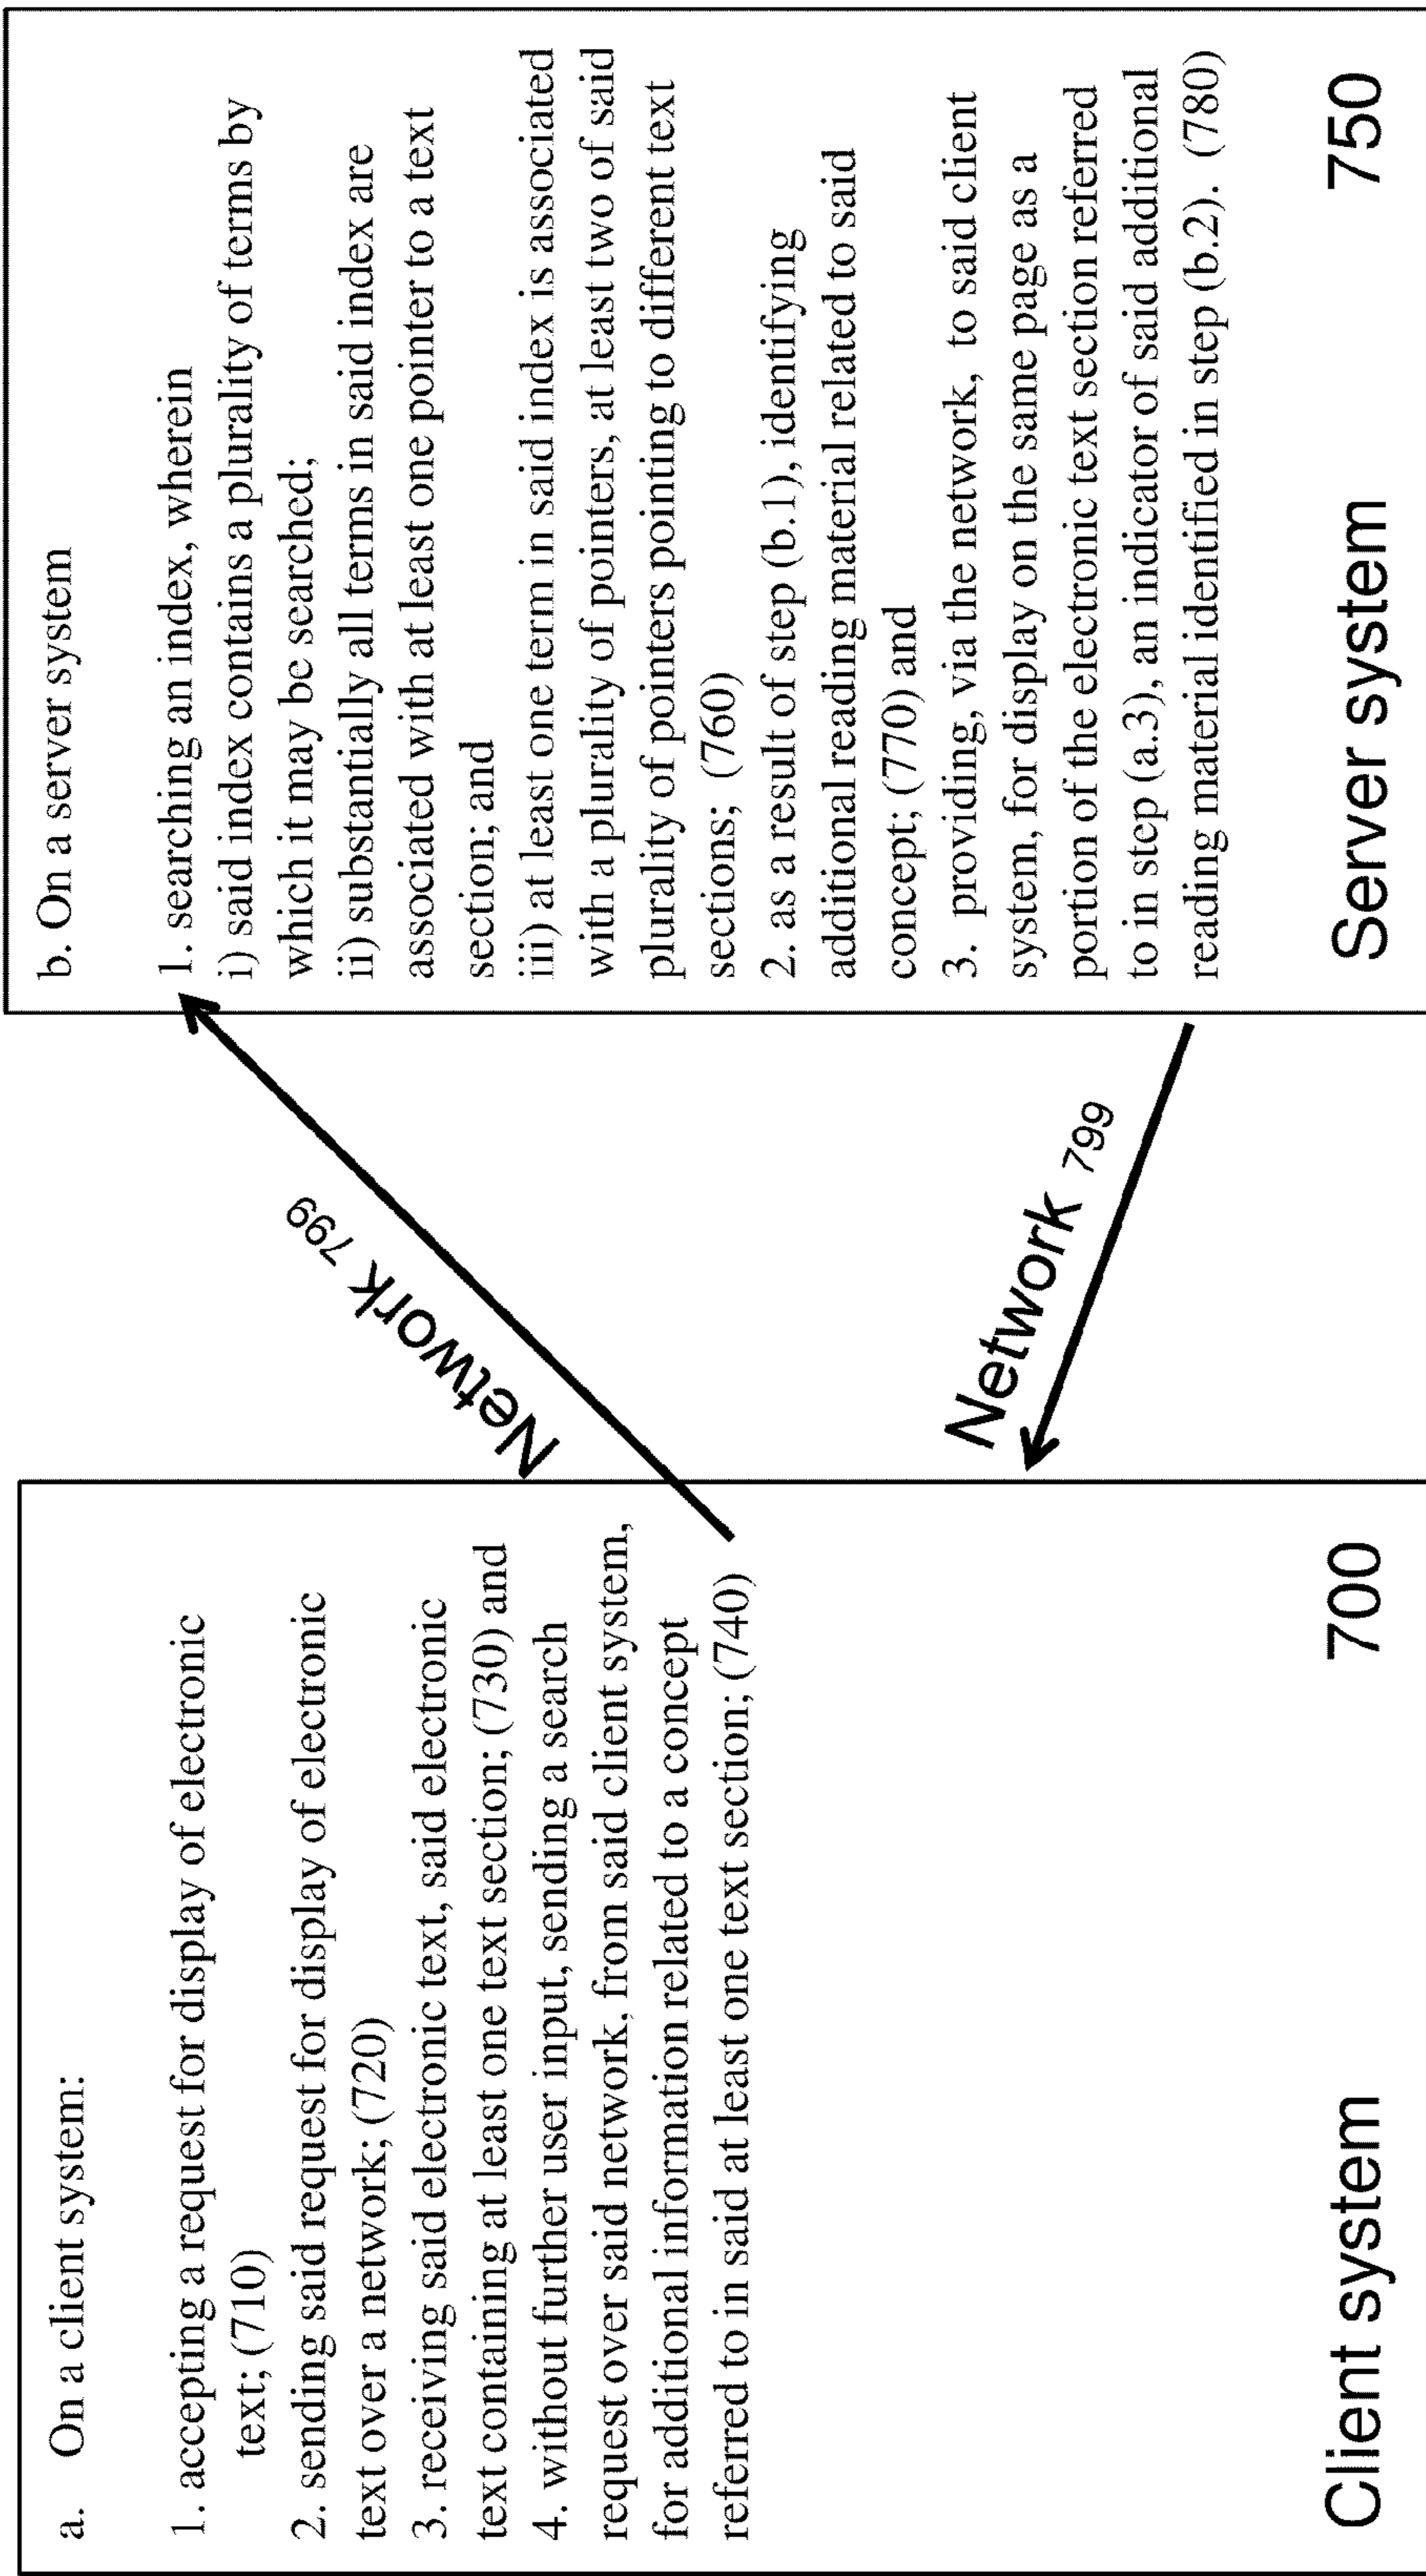 a. On a client system:
1. accepting a request for display of electronic
text; (710)
2. sending said request for display of electronic
text over a network; (720)
3. receiving said electronic text, said electronic
text containing at least one text section; (730) and
4. without further user input, sending a search
request over said network, from said client system,
for additional information related to a concept
referred to in said at least one text section; (740)
Client system 700
Network 799
Network 799
b. On a server system
1. searching an index, wherein
i) said index contains a plurality of terms by
which it may be searched;
ii) substantially all terms in said index are
associated with at least one pointer to a text
section; and
iii) at least one term in said index is associated
with a plurality of pointers, at least two of said
plurality of pointers pointing to different text
sections; (760)
2. as a result of step (b.1), identifying
additional reading material related to said
concept; (770) and
3. providing, via the network, to said client
system, for display on the same page as a
portion of the electronic text section referred
to in step (a.3), an indicator of said additional
reading material identified in step (b.2). (780)
Server system 750